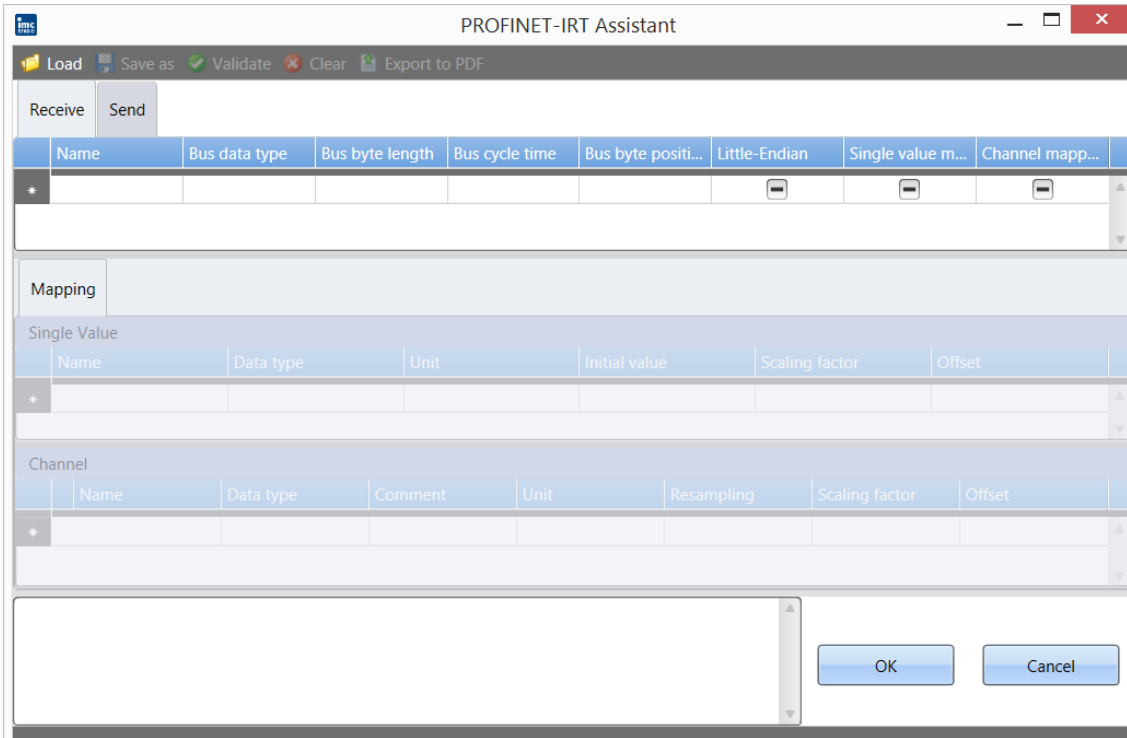 imc
STUDIO
PROFINET-IRT Assistant
Load Save as Validate Clear Export to PDF
Receive Send
Name Bus data type Bus byte length Bus cycle time Bus byte positi... Little-Endian Single value m... Channel mapp...
Mapping
Single Value
Name Data type Unit Initial value Scaling factor Offset
Channel
Name Data type Comment Unit Resampling Scaling factor Offset
OK Cancel